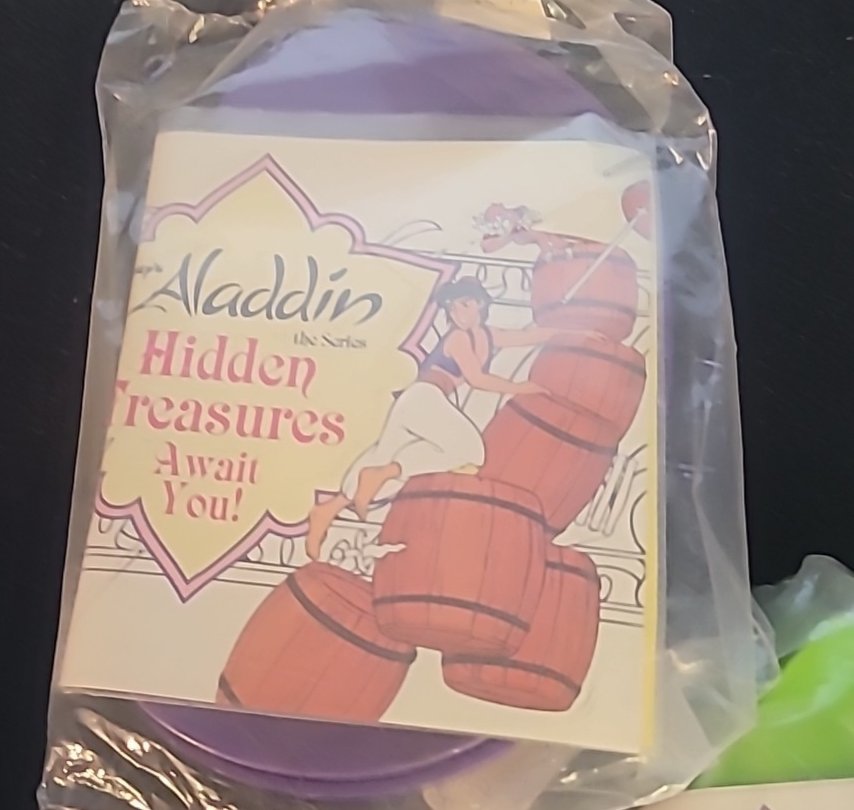 Aladdin
the Series
Hidden
Treasures
Await
You!